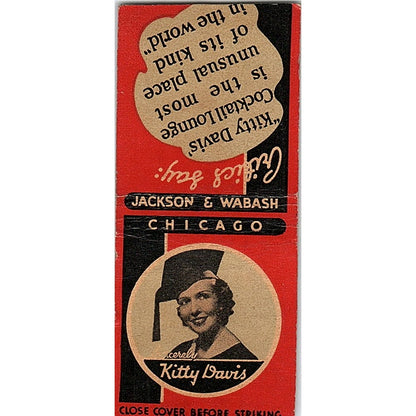 Critics Say:
"Kitty Davis'
Cocktail Lounge
is the most
unusual place
of its kind
in the world"
JACKSON & WABASH
CHICAGO
cerely
Kitty Davis
CLOSE COVER BEFORE STRIKING